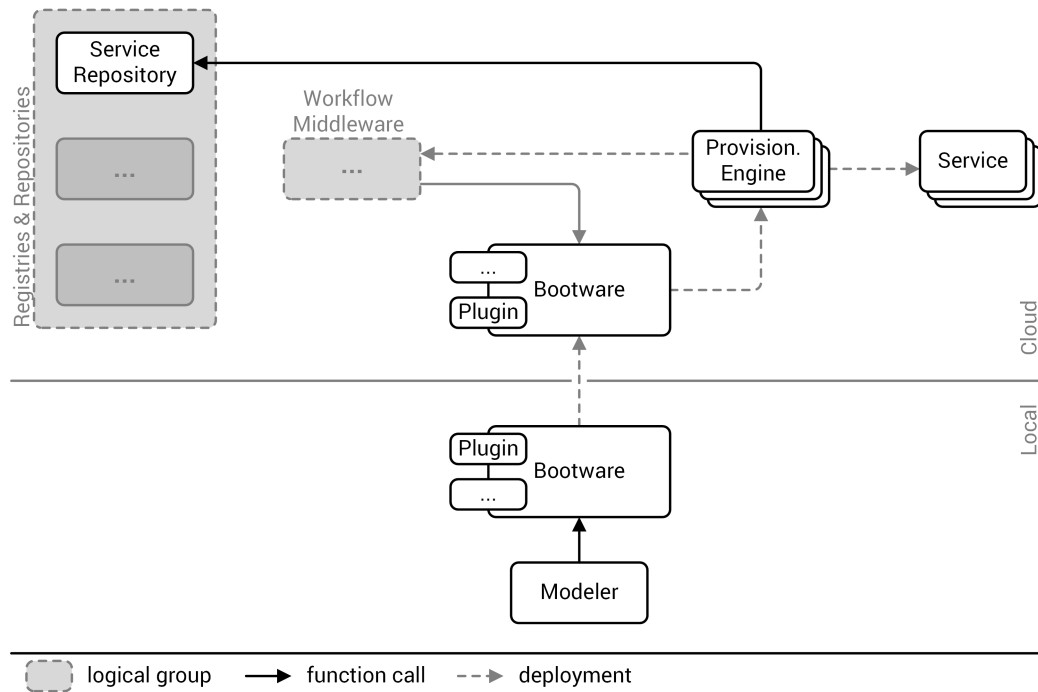 Service
Repository
Registries & Repositories
...
...
Workflow
Middleware
...
Provision.
Engine
Service
...
Plugin
Bootware
Cloud
Local
Plugin
...
Bootware
Modeler
logical group
function call
deployment